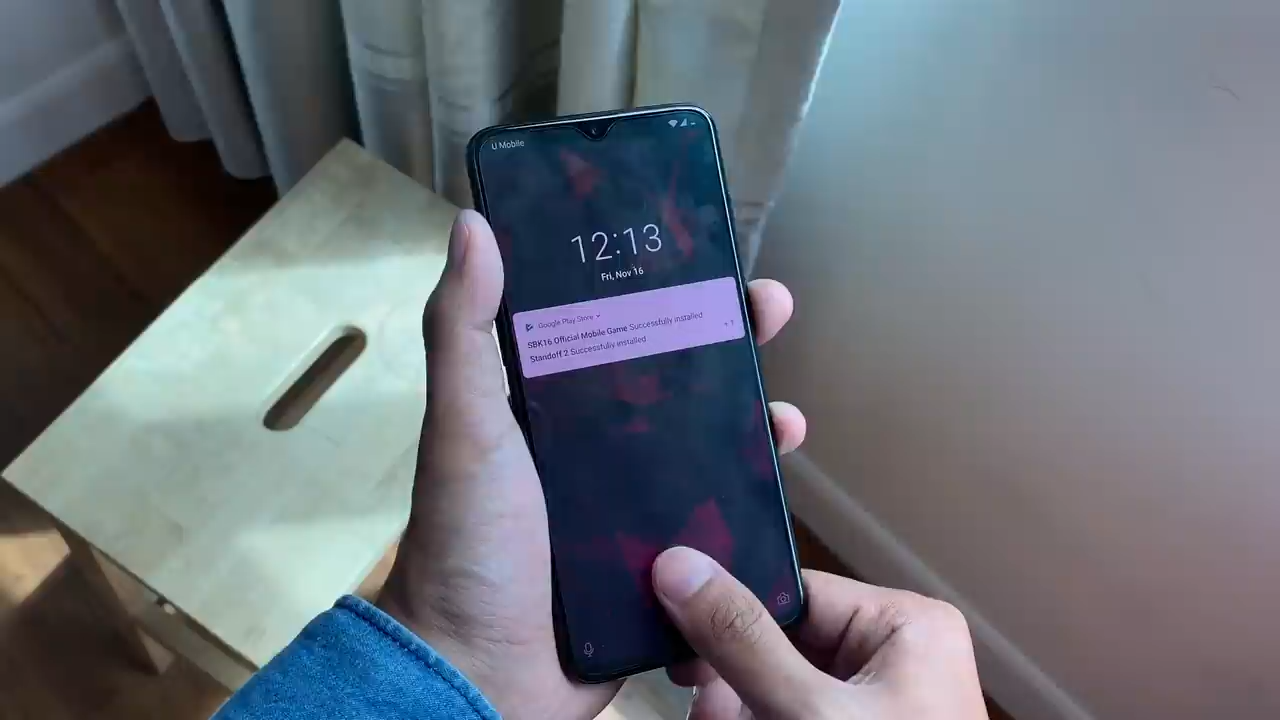 U Mobile
12:13
Fri, Nov 16
Google Play Store
SBK16 Official Mobile Game Successfully installed
Standoff 2 Successfully installed
+ 1